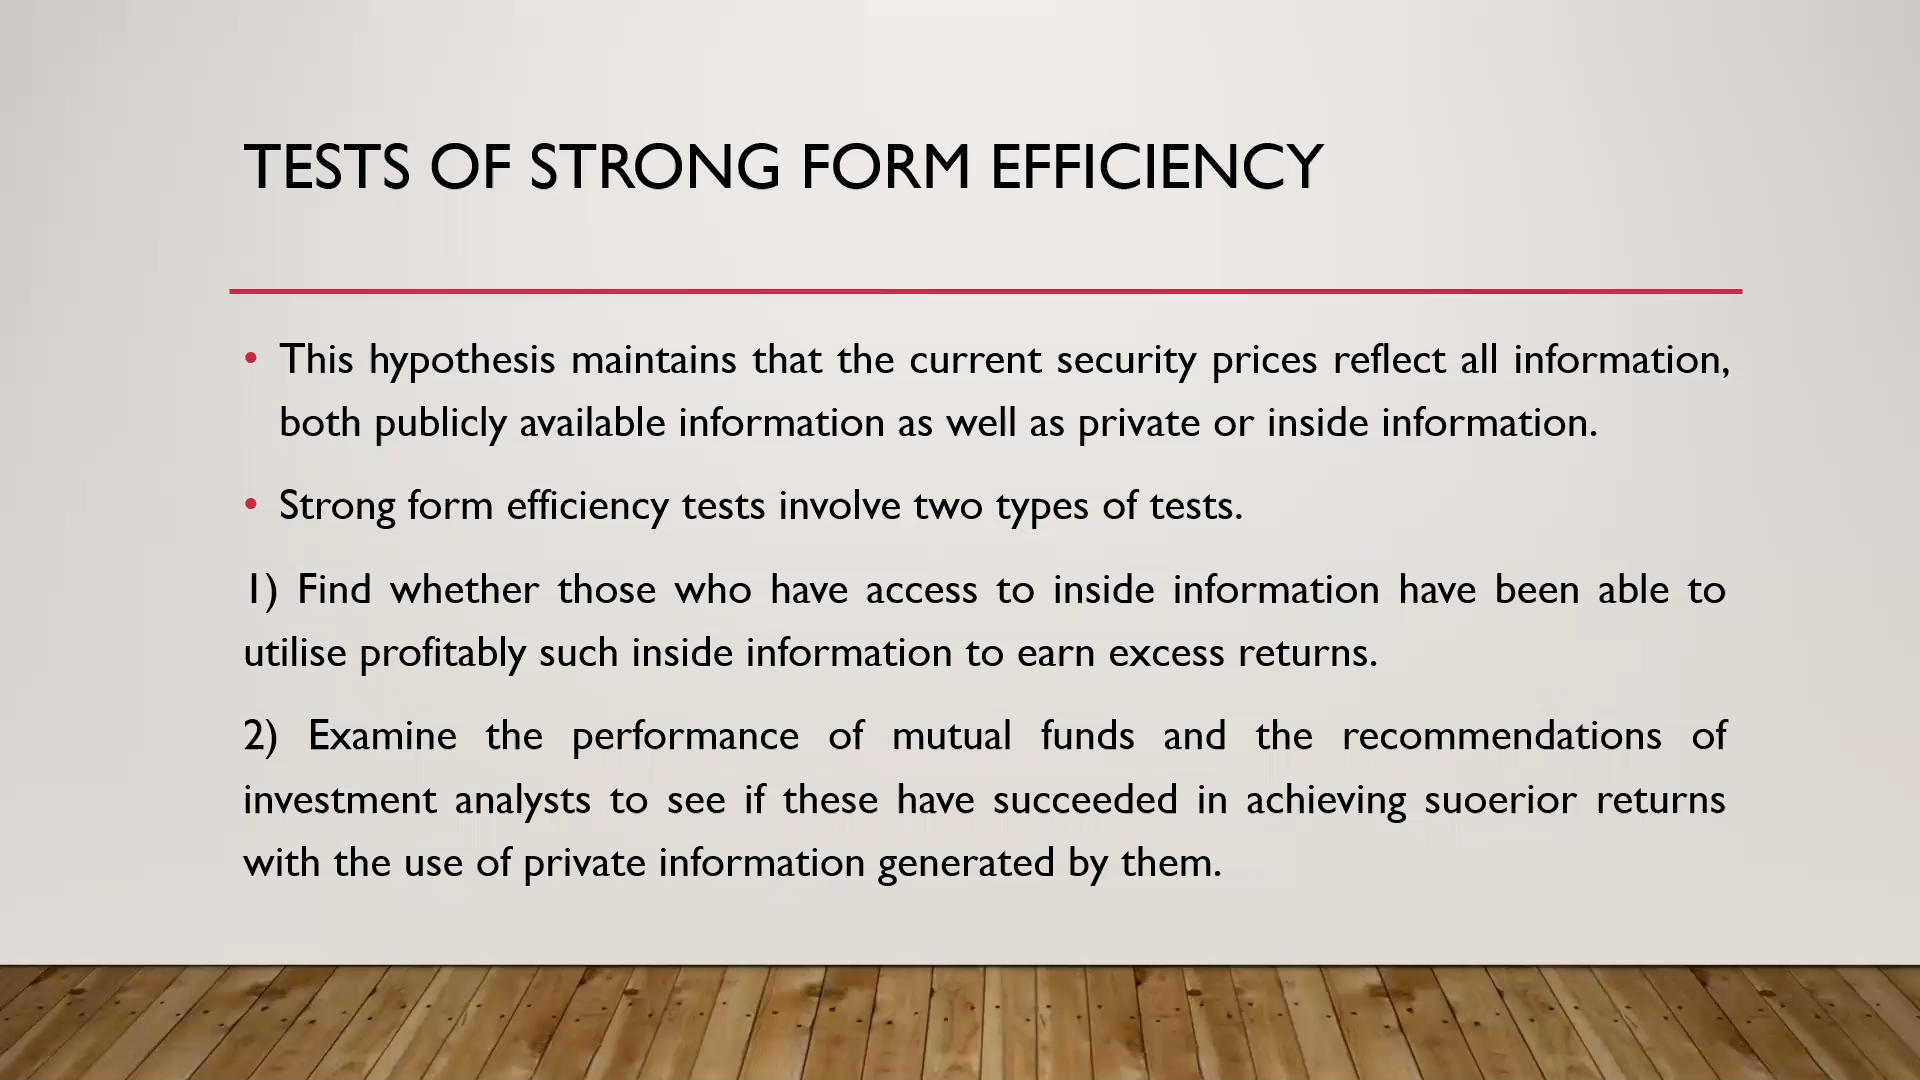 TESTS OF STRONG FORM EFFICIENCY
• This hypothesis maintains that the current security prices reflect all information,
both publicly available information as well as private or inside information.
• Strong form efficiency tests involve two types of tests.
1) Find whether those who have access to inside information have been able to
utilise profitably such inside information to earn excess returns.
2) Examine the performance of mutual funds and the recommendations of
investment analysts to see if these have succeeded in achieving suoerior returns
with the use of private information generated by them.